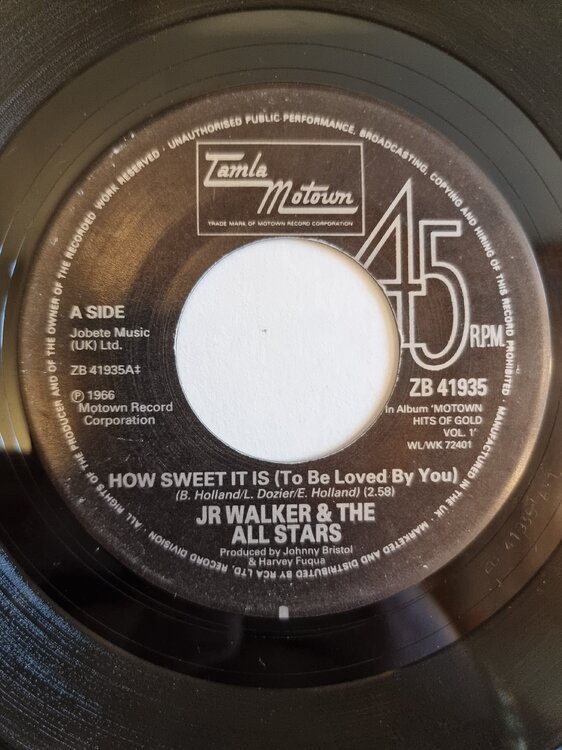 ALL RIGHTS OF THE PRODUCER AND OF THE OWNER OF THE RECORDED WORK RESERVED · UNAUTHORISED PUBLIC PERFORMANCE, BROADCASTING, COPYING AND HIRING OF THIS RECORD PROHIBITED · MANUFACTURED IN THE UK. MARKETED AND DISTRIBUTED BY RCA LTD. RECORD DIVISION ·
Tamla
Motown
TRADE MARK OF MOTOWN RECORD CORPORATION
45
R.P.M.
A SIDE
Jobete Music
(UK) Ltd.
ZB 41935A‡
℗ 1966
Motown Record
Corporation
ZB 41935
in Album 'MOTOWN
HITS OF GOLD
VOL. 1'
WL/WK 72401
HOW SWEET IT IS (To Be Loved By You)
(B. Holland/L. Dozier/E. Holland) (2.58)
JR WALKER & THE
ALL STARS
Produced by Johnny Bristol
& Harvey Fuqua